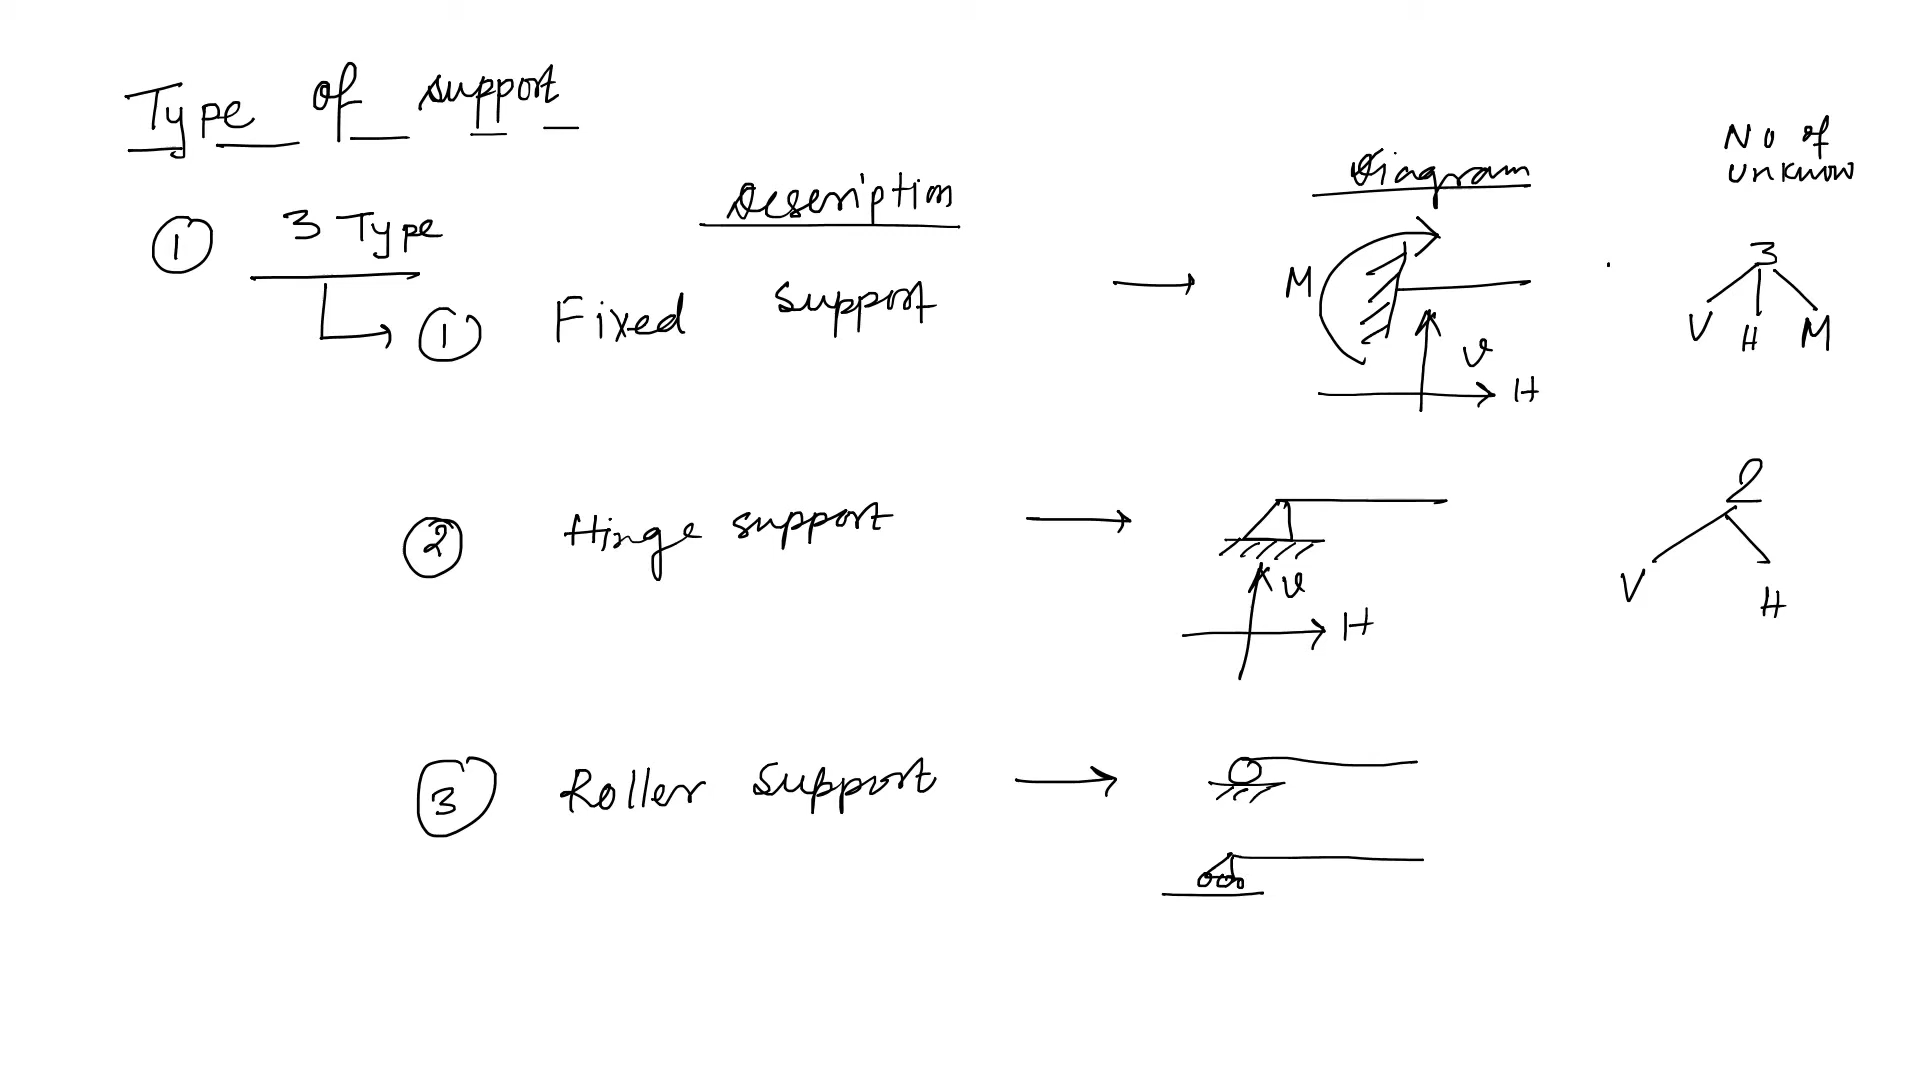 Type of support
Description
Diagram
No of
unknow
① 3 Type
① Fixed support
M
V
H
3
V H M
② Hinge support
V
H
2
V H
③ Roller support